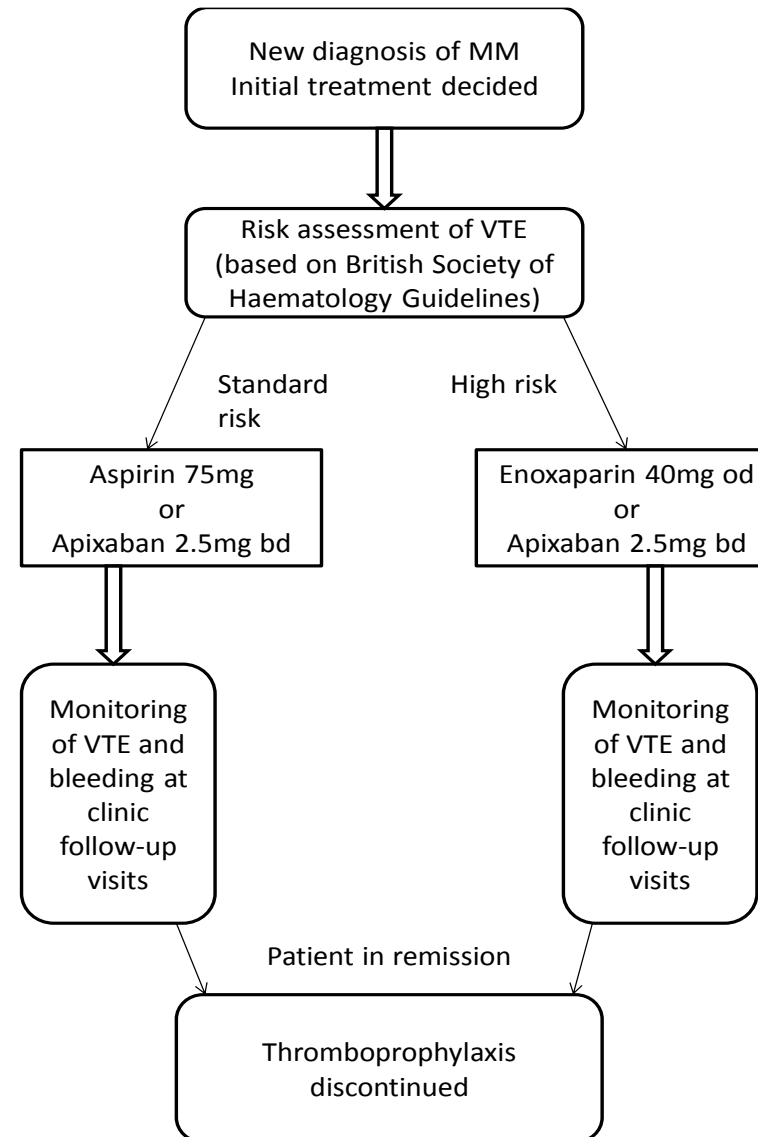 New diagnosis of MM
Initial treatment decided
Risk assessment of VTE
(based on British Society of
Haematology Guidelines)
Standard
risk
High risk
Aspirin 75mg
or
Apixaban 2.5mg bd
Enoxaparin 40mg od
or
Apixaban 2.5mg bd
Monitoring
of VTE and
bleeding at
clinic
follow-up
visits
Monitoring
of VTE and
bleeding at
clinic
follow-up
visits
Patient in remission
Thromboprophylaxis
discontinued